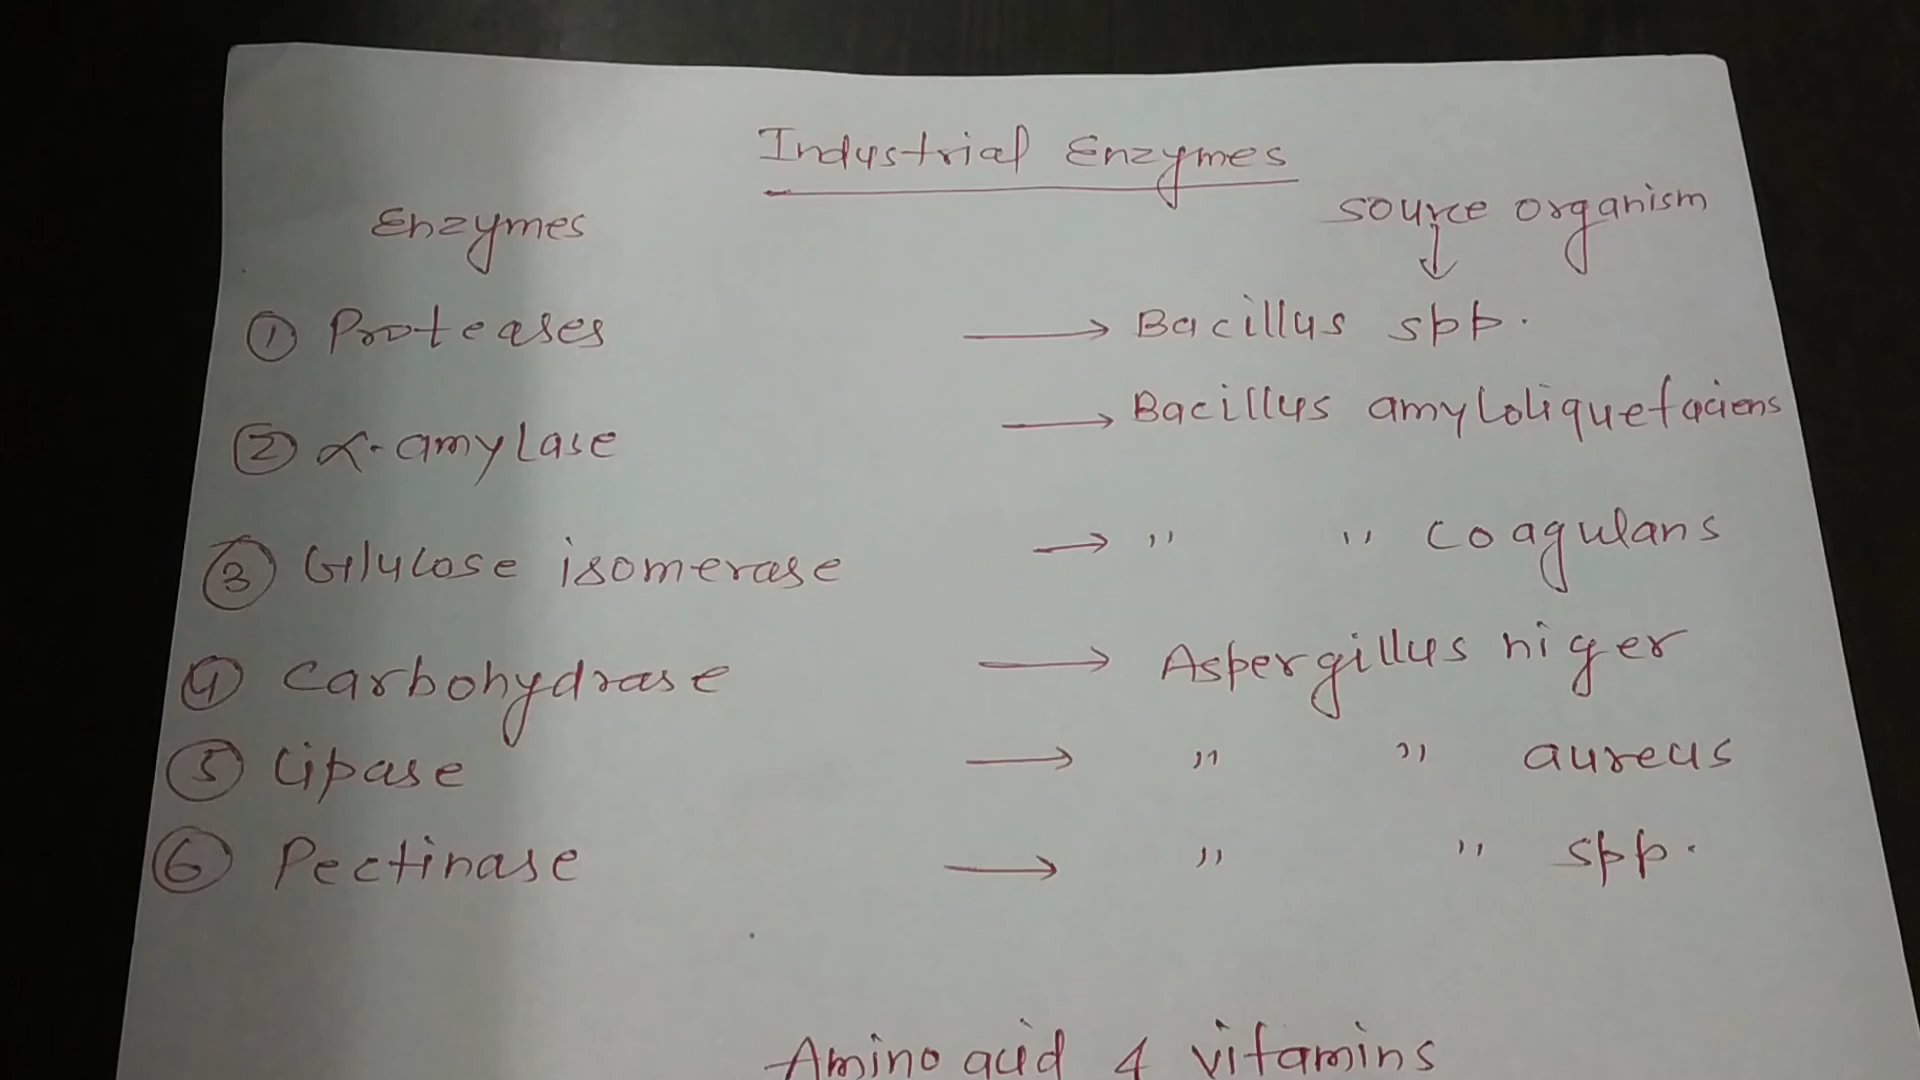 Industrial Enzymes
Enzymes source organism
↓
① Proteases → Bacillus spp.
② α-amylase → Bacillus amyloliquefaciens
③ Glucose isomerase → " " coagulans
④ Carbohydrase → Aspergillus niger
⑤ Lipase → " " aureus
⑥ Pectinase → " " spp.
Amino acid & vitamins